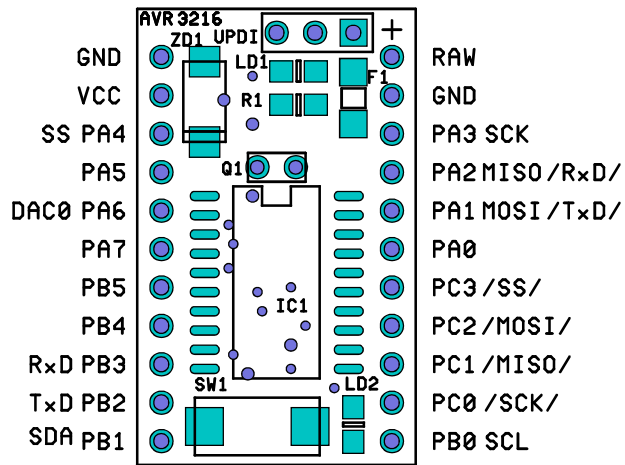 AVR 3216
ZD1 UPDI +
GND LD1 RAW
F1
VCC R1 GND
SS PA4 PA3 SCK
PA5 Q1 PA2 MISO /RxD/
DAC0 PA6 PA1 MOSI /TxD/
PA7 PA0
PB5 PC3 /SS/
IC1
PB4 PC2 /MOSI/
RxD PB3 PC1 /MISO/
SW1 LD2
TxD PB2 PC0 /SCK/
SDA PB1 PB0 SCL